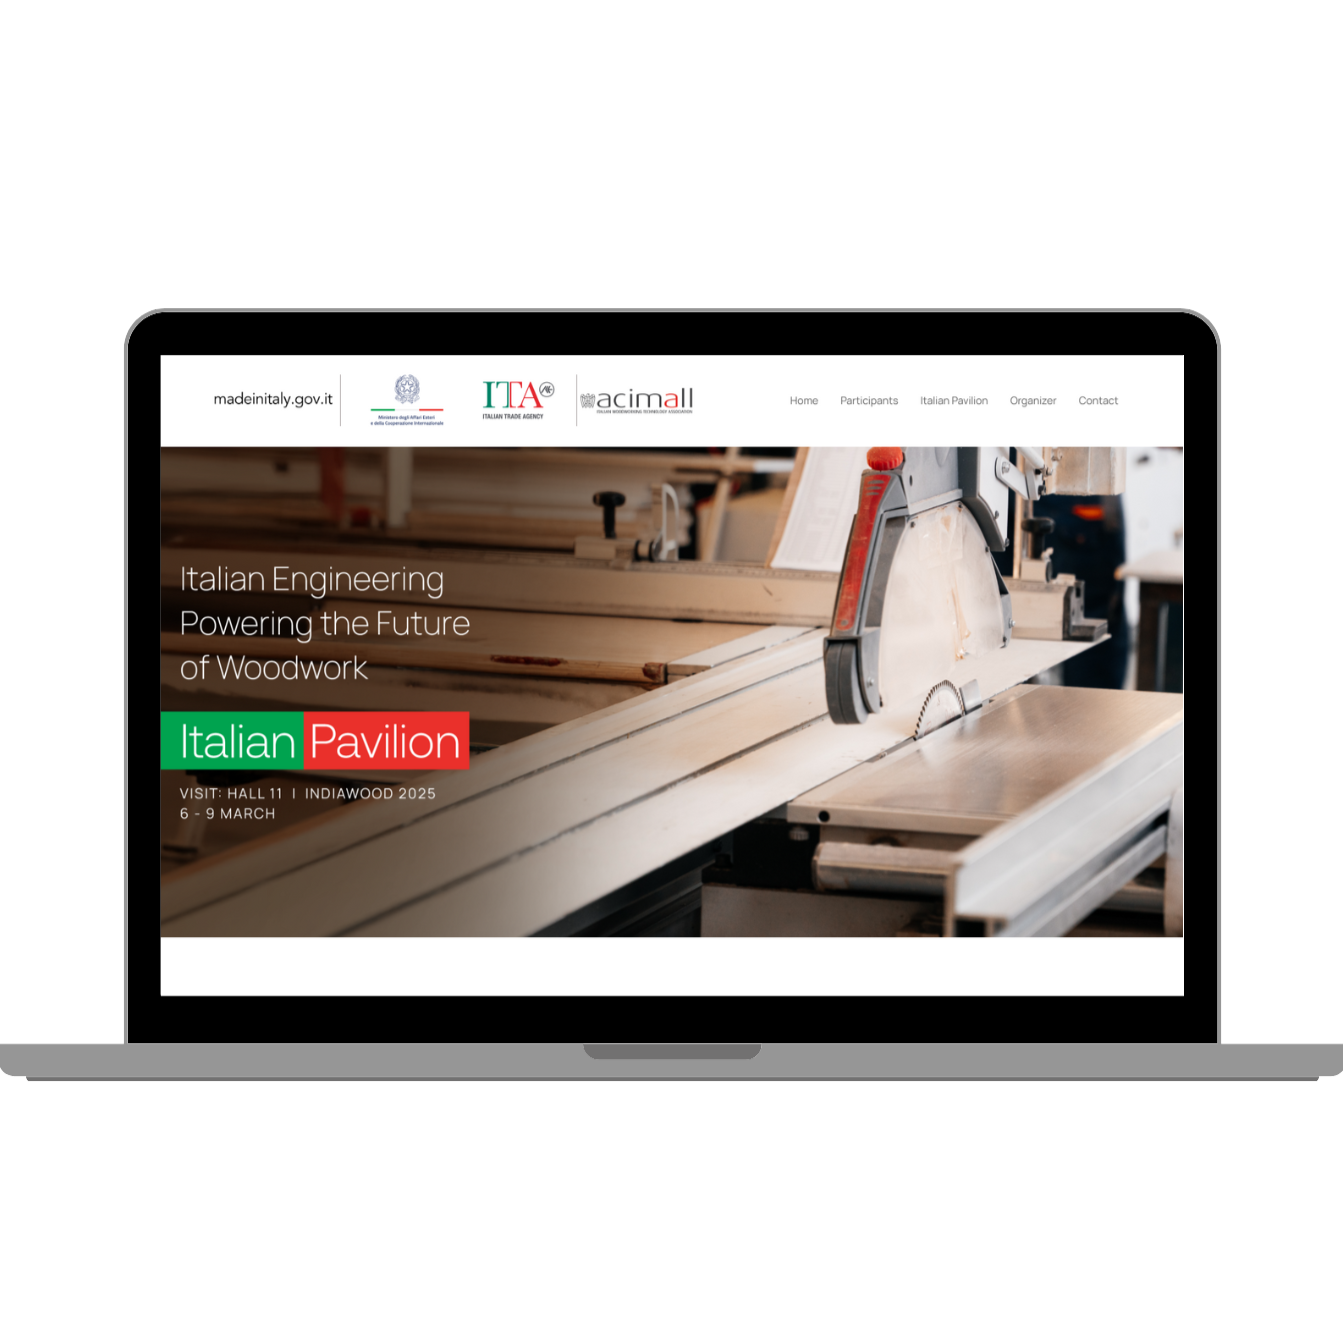 madeinitaly.gov.it
Ministero degli Affari Esteri
e della Cooperazione Internazionale
ITA
ITALIAN TRADE AGENCY
acimall
ITALIAN WOODWORKING TECHNOLOGY ASSOCIATION
Home Participants Italian Pavilion Organizer Contact
Italian Engineering
Powering the Future
of Woodwork
Italian Pavilion
VISIT: HALL 11 | INDIAWOOD 2025
6 - 9 MARCH